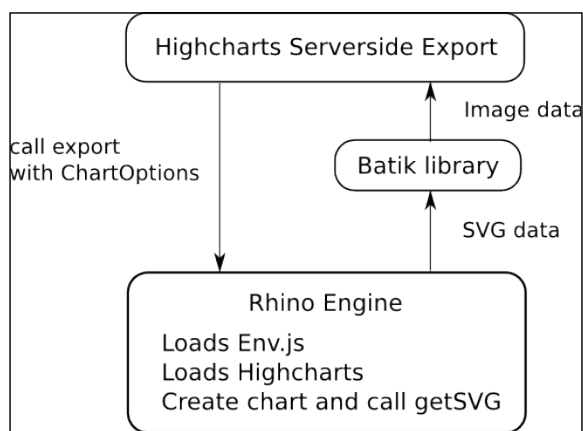 Highcharts Serverside Export
call export
with ChartOptions
Image data
Batik library
SVG data
Rhino Engine
Loads Env.js
Loads Highcharts
Create chart and call getSVG